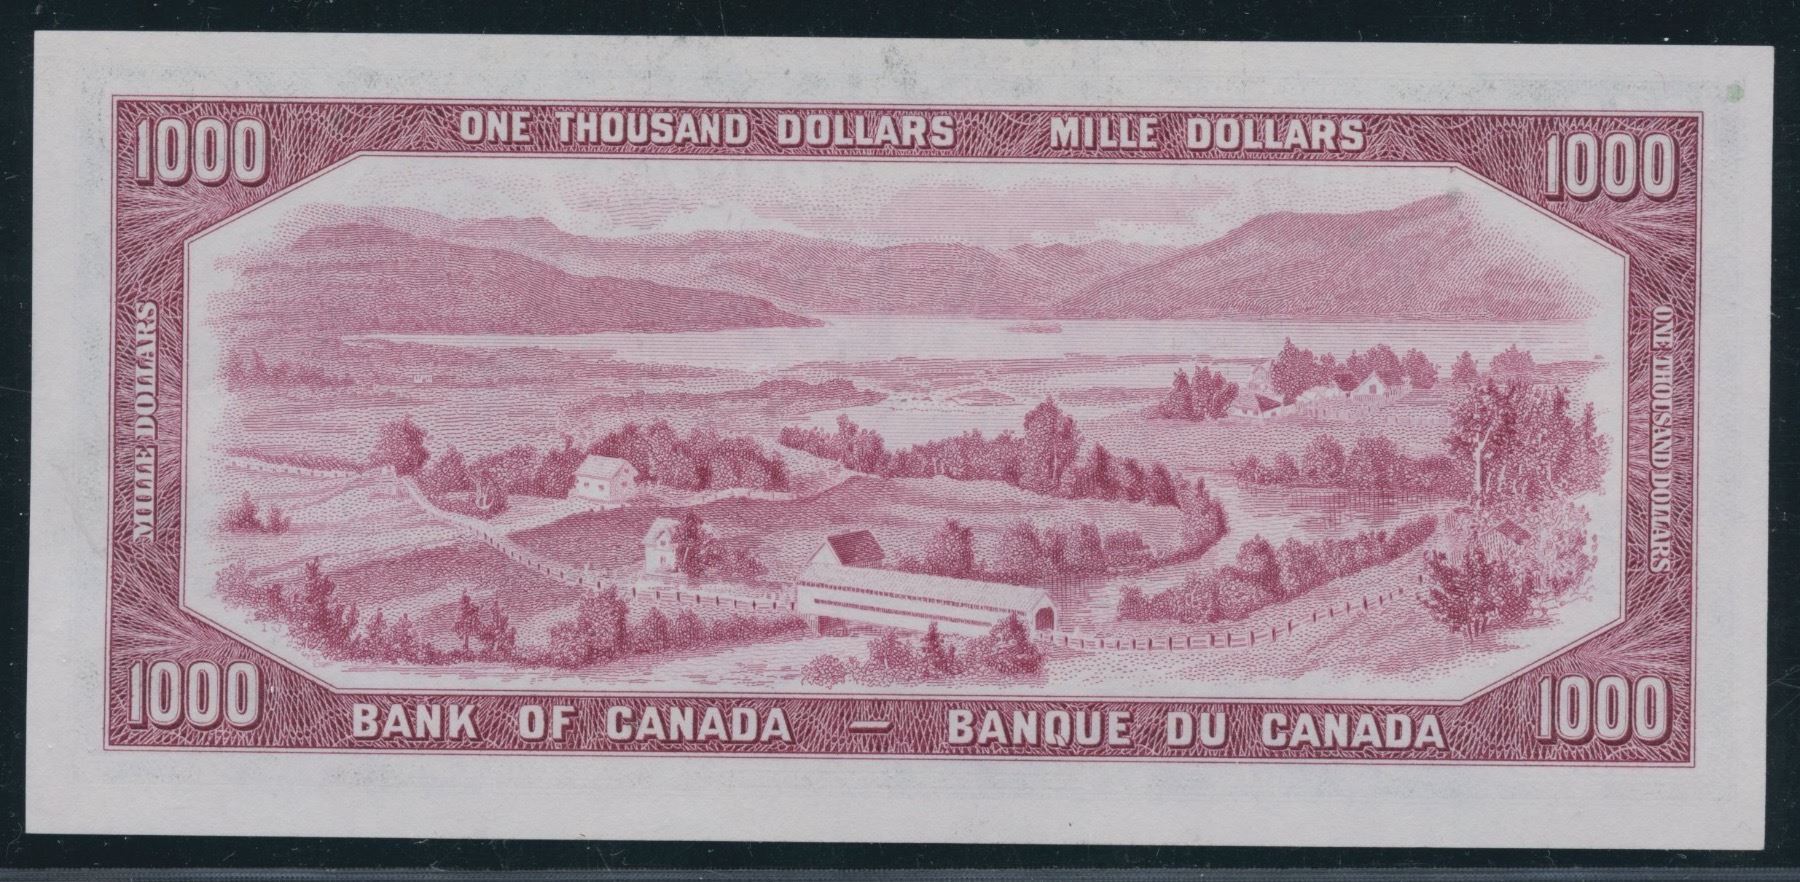 1000
ONE THOUSAND DOLLARS MILLE DOLLARS
1000
MILLE DOLLARS
ONE THOUSAND DOLLARS
1000
BANK OF CANADA — BANQUE DU CANADA
1000